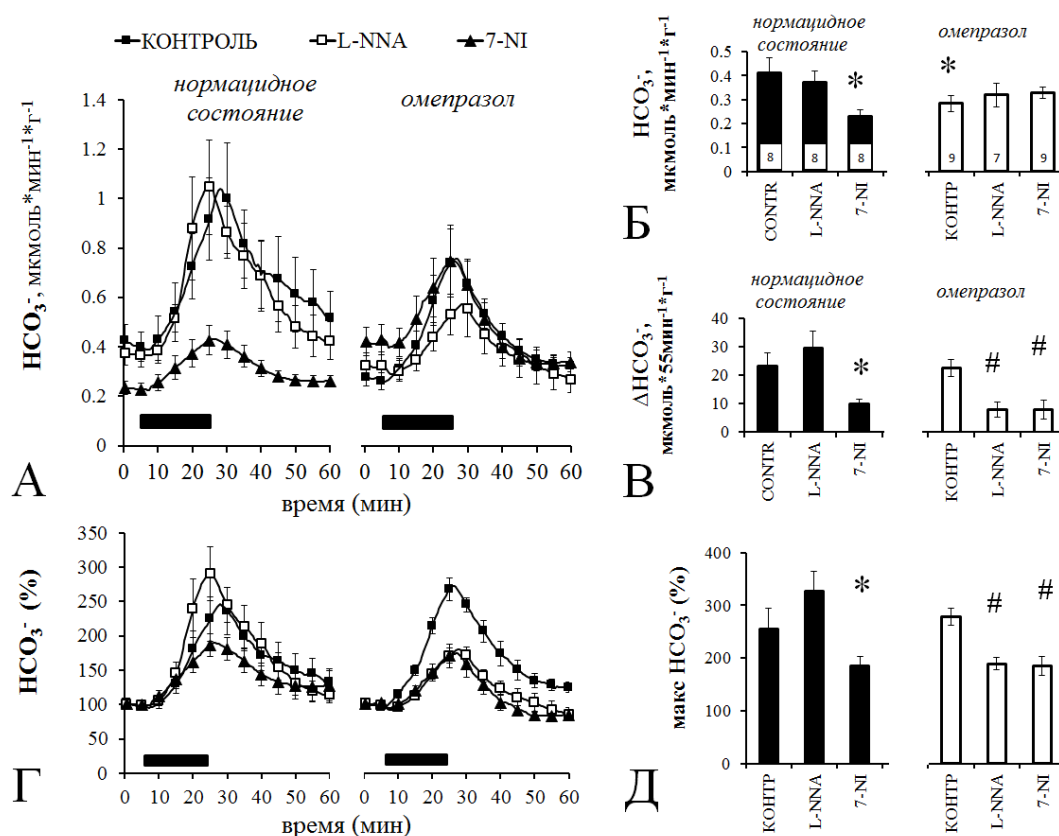 КОНТРОЛЬ L-NNA 7-NI
нормацидное
состояние
омепразол
HCO₃⁻, мкмоль*мин⁻¹*г⁻¹
1.4
1.2
1
0.8
0.6
0.4
0.2
0
0 10 20 30 40 50 60
0 10 20 30 40 50 60
время (мин)
время (мин)
А
нормацидное
состояние
омепразол
HCO₃⁻,
мкмоль*мин⁻¹*г⁻¹
0.5
0.4
0.3
0.2
0.1
0
*
*
8 8 8
9 7 9
CONTR L-NNA 7-NI
КОНТР L-NNA 7-NI
Б
нормацидное
состояние
омепразол
ΔHCO₃⁻,
мкмоль*55мин⁻¹*г⁻¹
40
30
20
10
0
*
# #
CONTR L-NNA 7-NI
КОНТР L-NNA 7-NI
В
HCO₃⁻ (%)
350
300
250
200
150
100
50
0
0 10 20 30 40 50 60
0 10 20 30 40 50 60
время (мин)
время (мин)
Г
макс HCO₃⁻ (%)
400
300
200
100
0
*
# #
КОНТР L-NNA 7-NI
КОНТР L-NNA 7-NI
Д